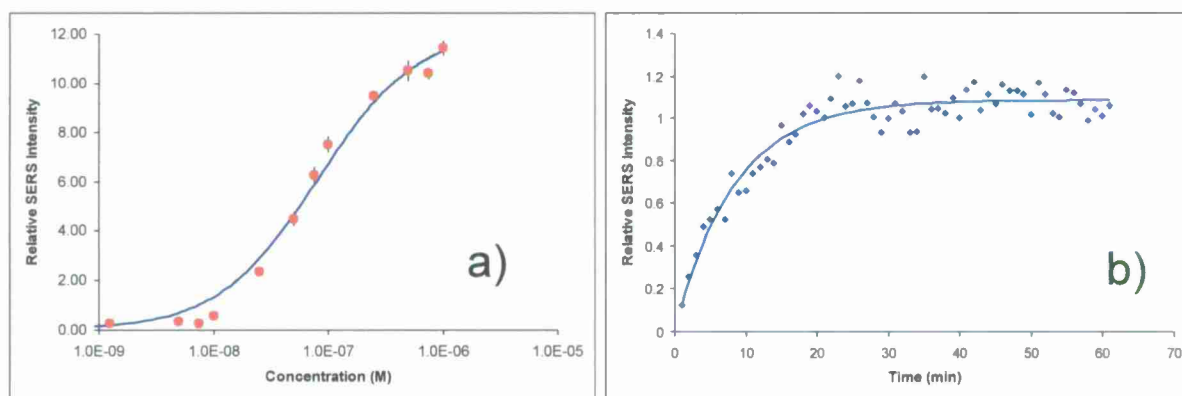 12.00
10.00
8.00
6.00
4.00
2.00
0.00
Relative SERS Intensity
1.0E-09 1.0E-08 1.0E-07 1.0E-06 1.0E-05
Concentration (M)
a)
1.4
1.2
1
0.8
0.6
0.4
0.2
0
Relative SERS Intensity
0 10 20 30 40 50 60 70
Time (min)
b)